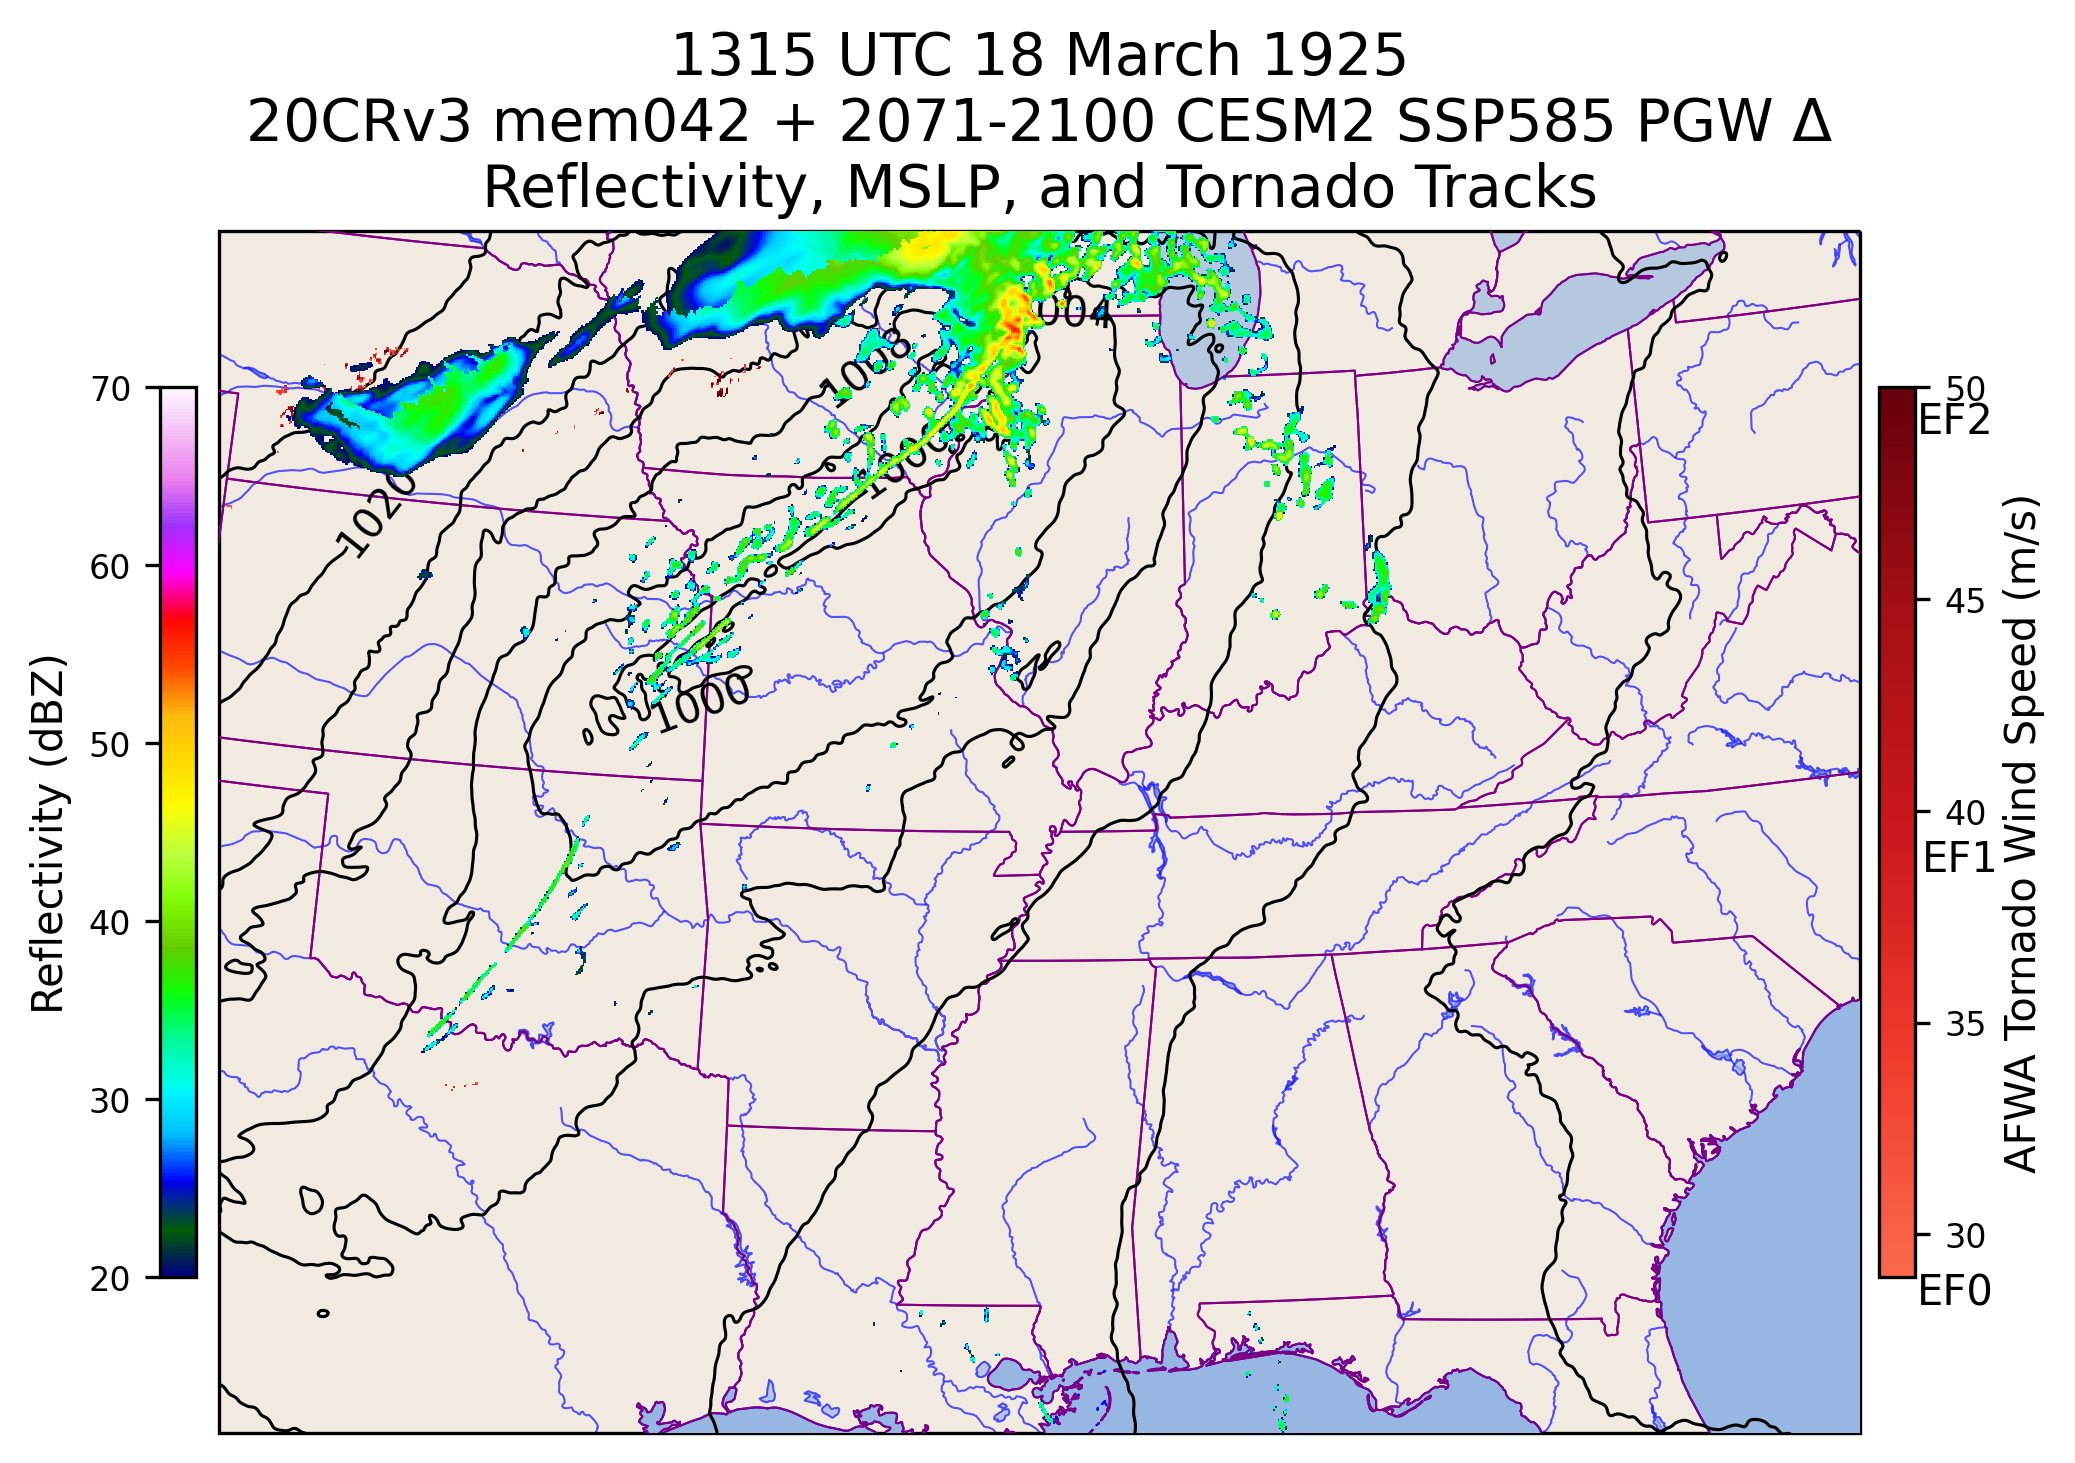 1315 UTC 18 March 1925
20CRv3 mem042 + 2071-2100 CESM2 SSP585 PGW Δ
Reflectivity, MSLP, and Tornado Tracks
Reflectivity (dBZ)
70
60
50
40
30
20
1008
1000
1020
1000
50
EF2
45
40
EF1
35
30
EF0
AFWA Tornado Wind Speed (m/s)